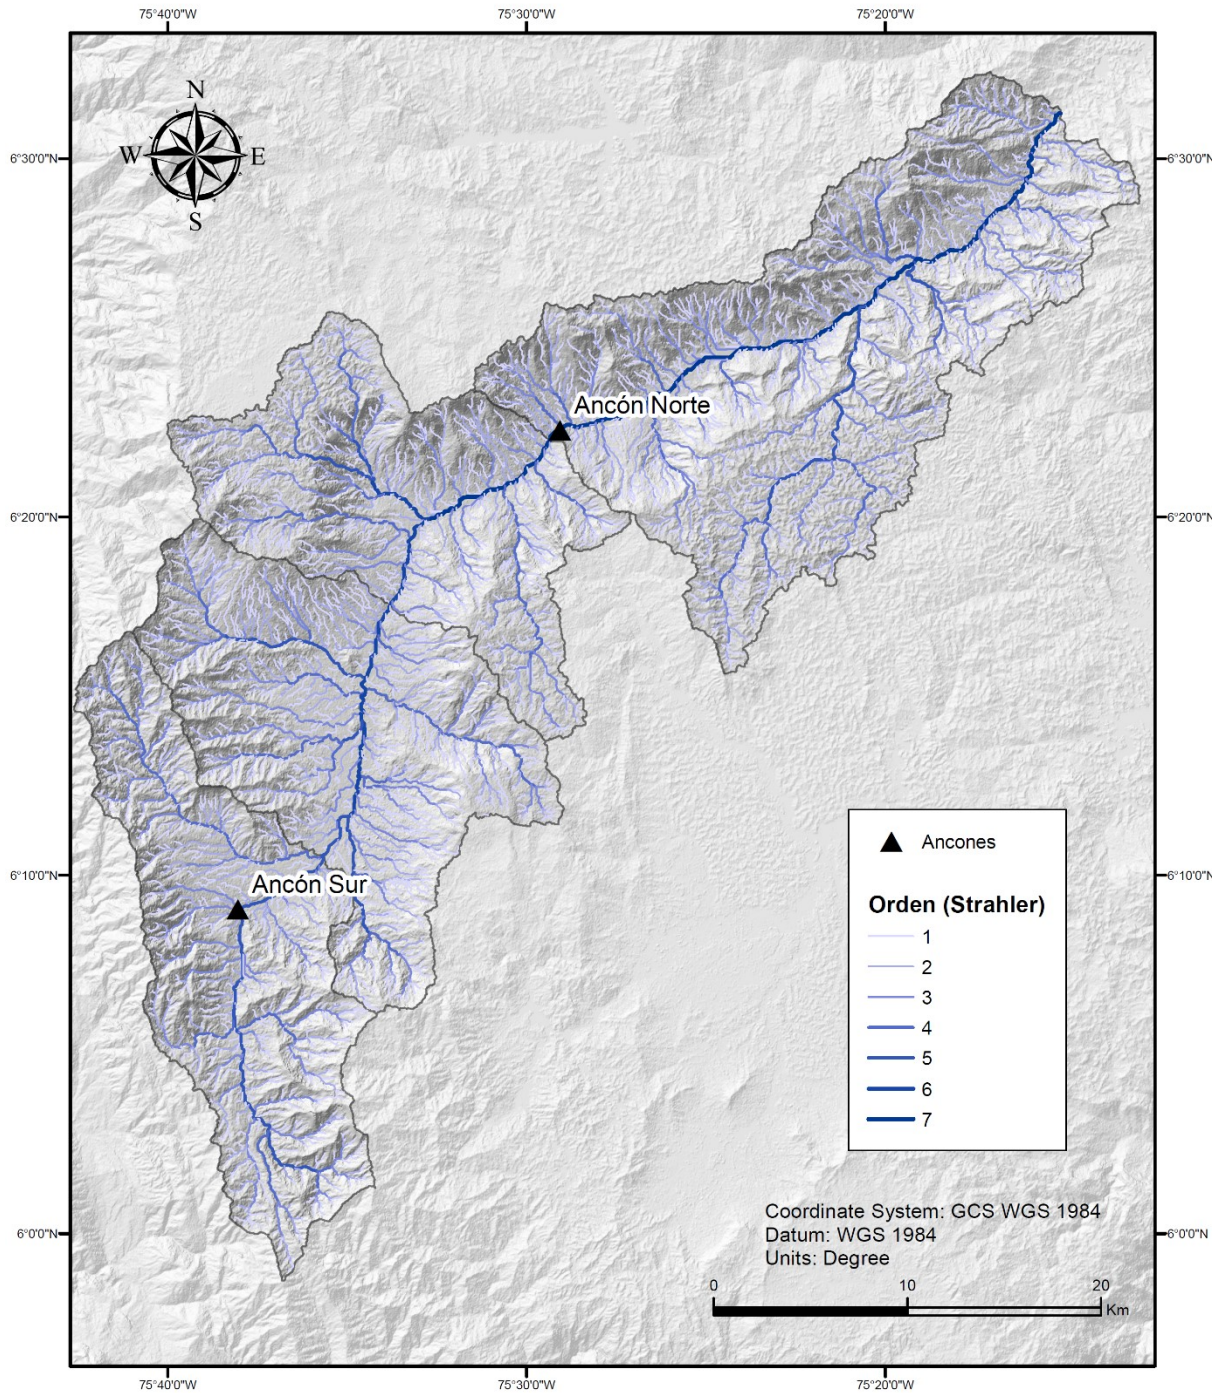 75°40'0"W 75°30'0"W 75°20'0"W
N
W E
S
6°30'0"N 6°30'0"N
Ancón Norte
6°20'0"N 6°20'0"N
Ancones
6°10'0"N 6°10'0"N
Ancón Sur
Orden (Strahler)
1
2
3
4
5
6
7
Coordinate System: GCS WGS 1984
Datum: WGS 1984
Units: Degree
6°0'0"N 6°0'0"N
0 10 20
Km
75°40'0"W 75°30'0"W 75°20'0"W